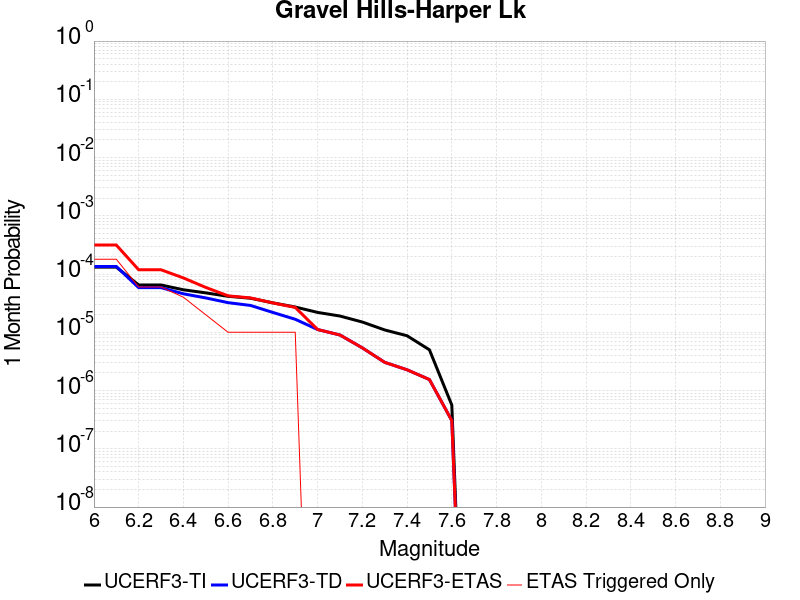 Gravel Hills-Harper Lk
10^0
10^-1
10^-2
10^-3
10^-4
10^-5
10^-6
10^-7
10^-8
1 Month Probability
6 6.2 6.4 6.6 6.8 7 7.2 7.4 7.6 7.8 8 8.2 8.4 8.6 8.8 9
Magnitude
UCERF3-TI UCERF3-TD UCERF3-ETAS ETAS Triggered Only